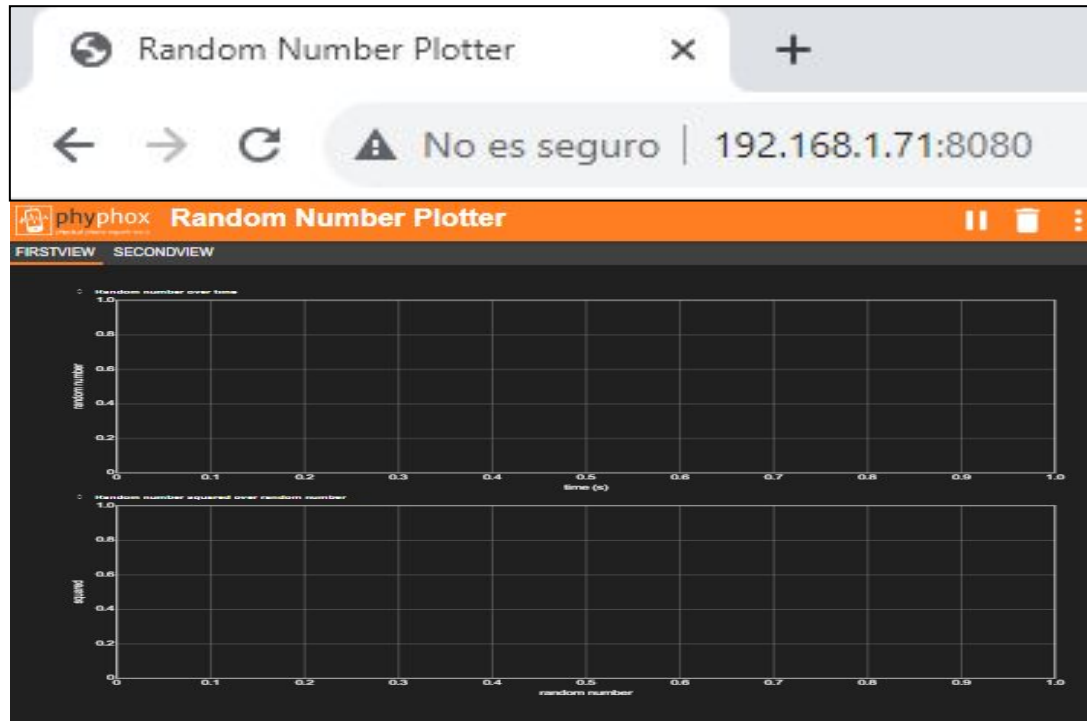 Random Number Plotter
No es seguro | 192.168.1.71:8080
phyphox Random Number Plotter
FIRSTVIEW SECONDVIEW
Random number over time
1.0
0.8
0.6
random number
0.4
0.2
0
0 0.1 0.2 0.3 0.4 0.5 0.6 0.7 0.8 0.9 1.0
time (s)
Random number squared over random number
1.0
0.8
0.6
squared
0.4
0.2
0
0 0.1 0.2 0.3 0.4 0.5 0.6 0.7 0.8 0.9 1.0
random number